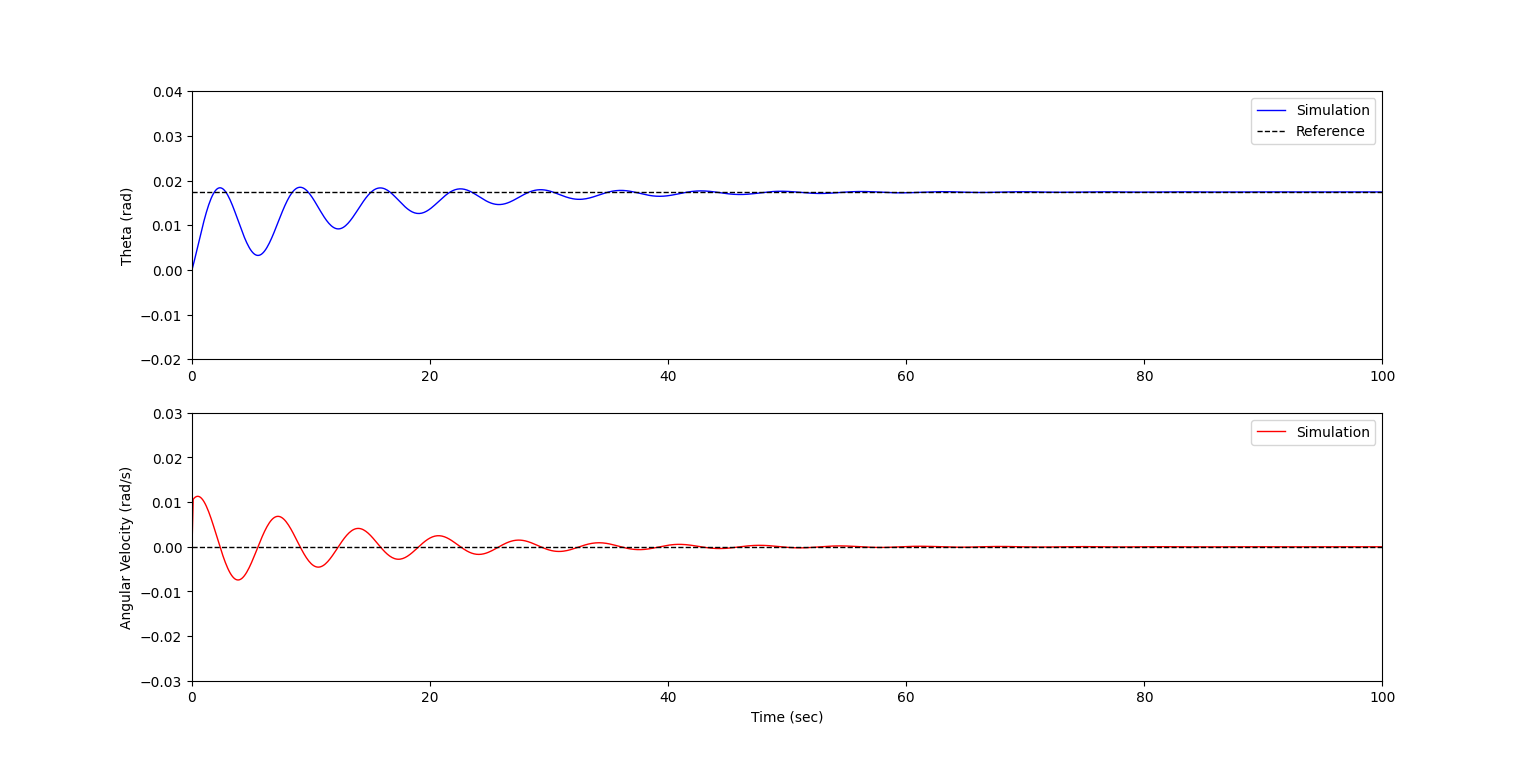 0.04
0.03
0.02
0.01
0.00
−0.01
−0.02
Theta (rad)
Simulation
Reference
0 20 40 60 80 100
0.03
0.02
0.01
0.00
−0.01
−0.02
−0.03
Angular Velocity (rad/s)
Simulation
0 20 40 60 80 100
Time (sec)